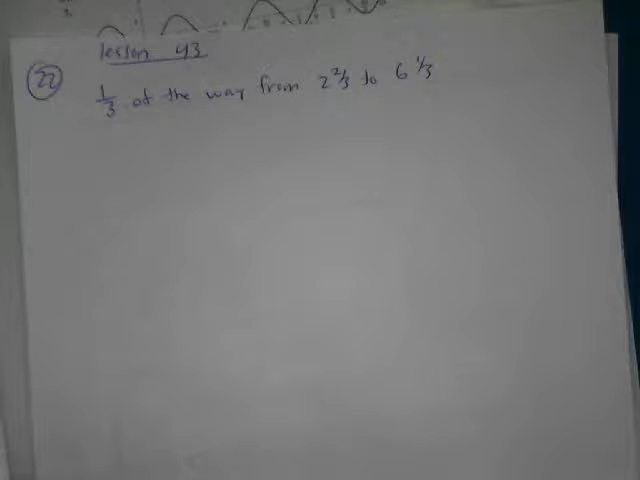 lesson 43
22
1/3 of the way from 2 2/3 to 6 1/3